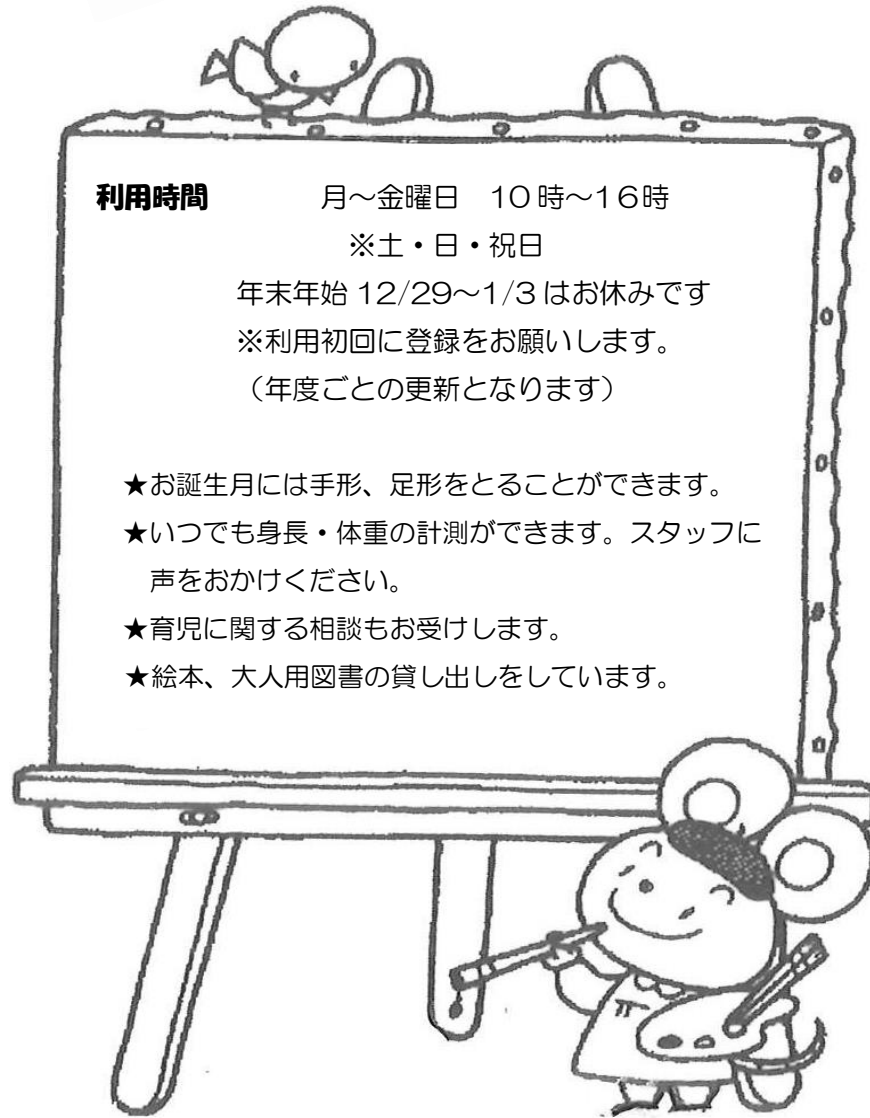 利用時間　月～金曜日　10時～16時
※土・日・祝日
年末年始 12/29～1/3はお休みです
※利用初回に登録をお願いします。
（年度ごとの更新となります）
★お誕生月には手形、足形をとることができます。
★いつでも身長・体重の計測ができます。スタッフに
声をおかけください。
★育児に関する相談もお受けします。
★絵本、大人用図書の貸し出しをしています。